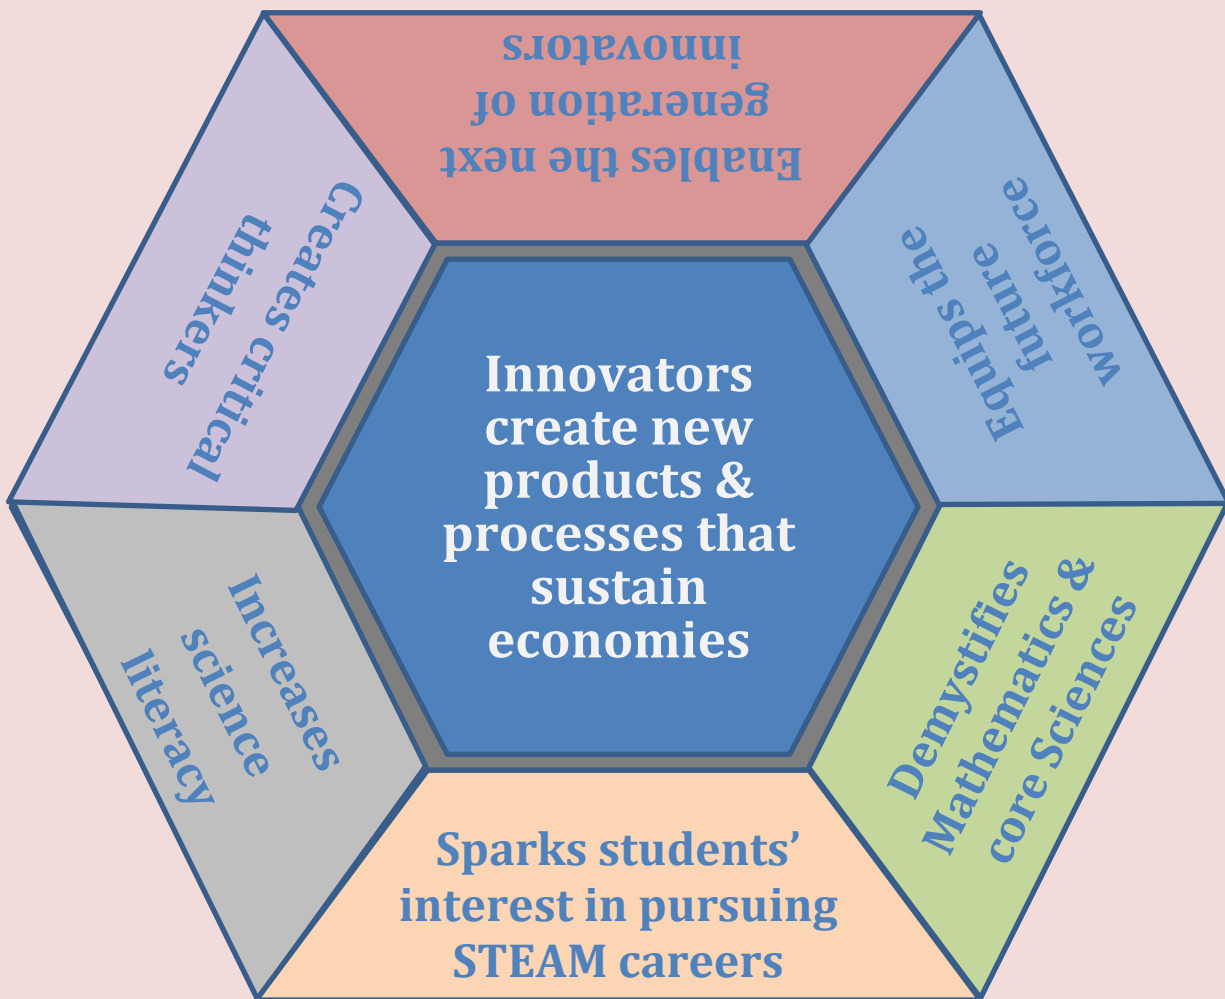 Enables the next
generation of
innovators
Equips the
future
workforce
Demystifies
Mathematics &
core Sciences
Sparks students’
interest in pursuing
STEAM careers
Increases
science
literacy
Creates critical
thinkers
Innovators
create new
products &
processes that
sustain
economies